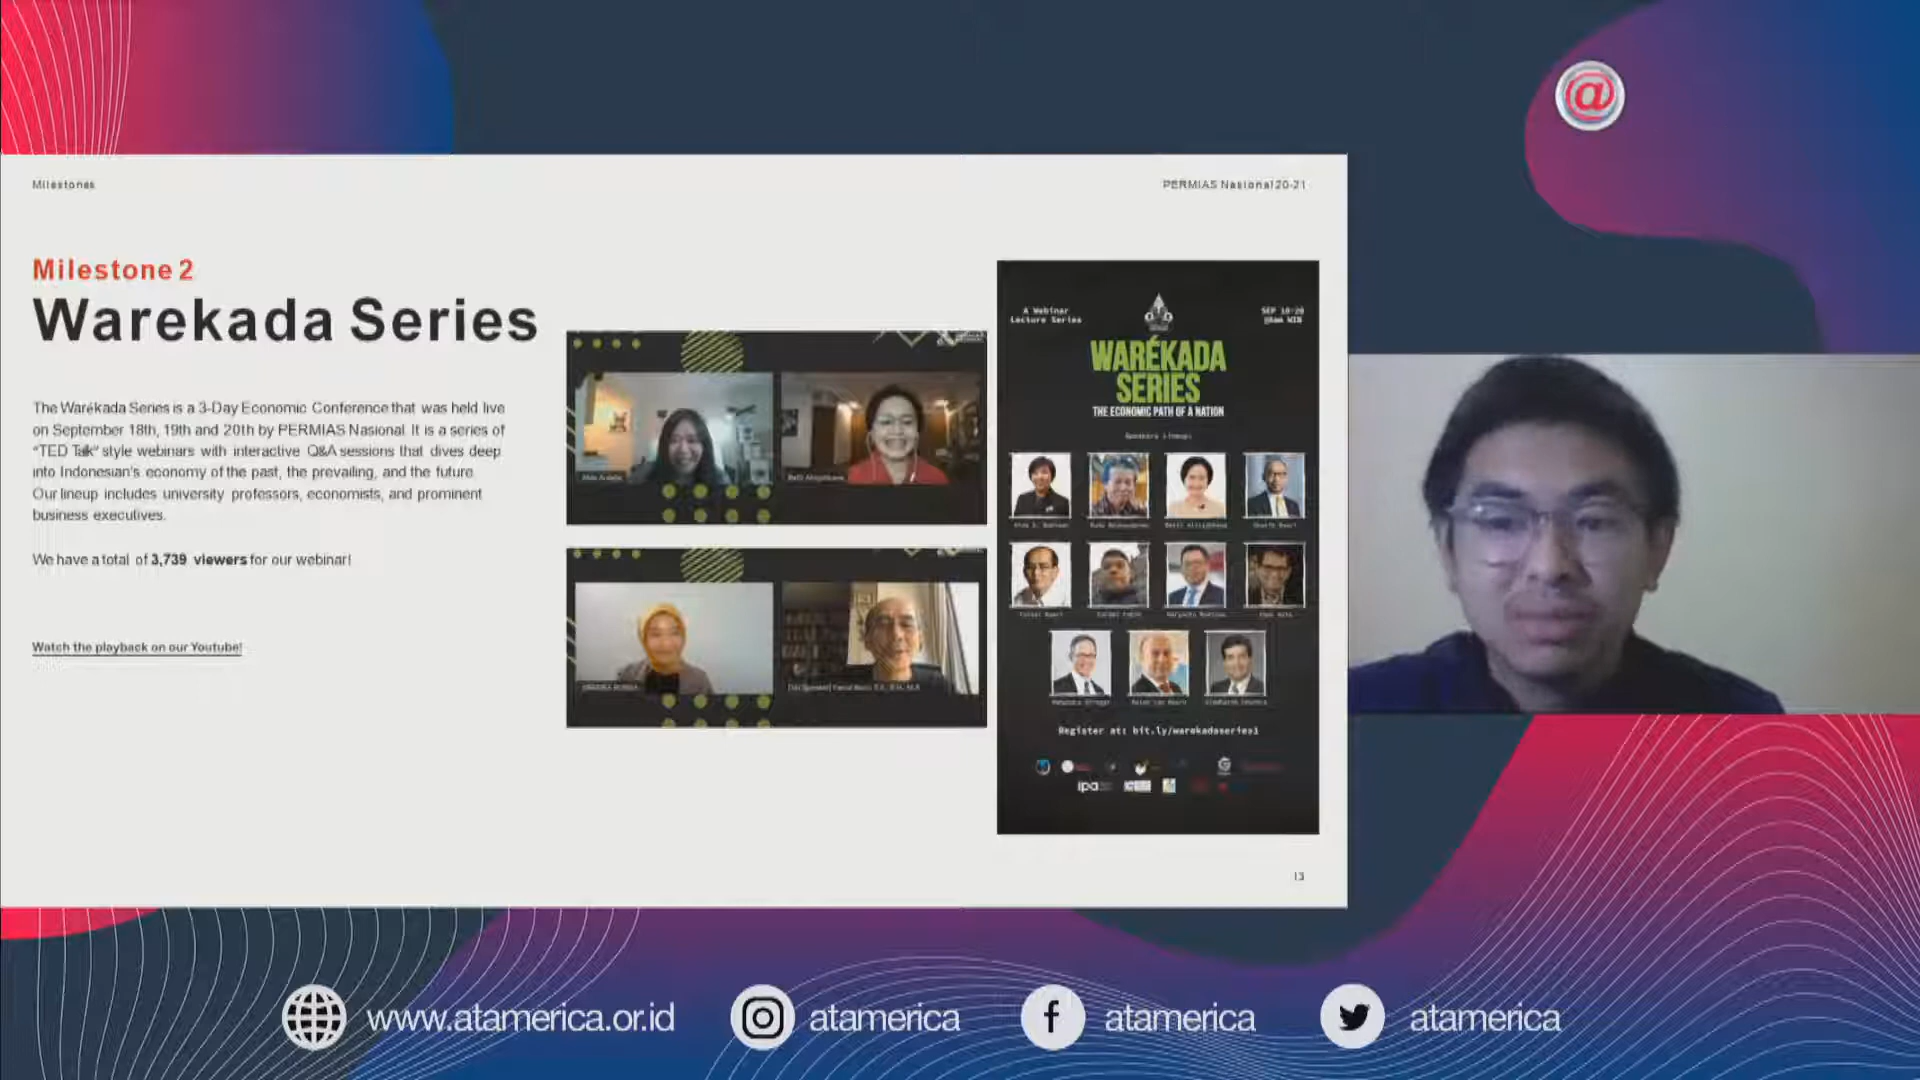 Milestones
PERMIAS Nasional 20-21
Milestone 2
Warekada Series
The Warékada Series is a 3-Day Economic Conference that was held live
on September 18th, 19th and 20th by PERMIAS Nasional. It is a series of
"TED Talk" style webinars with interactive Q&A sessions that dives deep
into Indonesian's economy of the past, the prevailing, and the future.
Our lineup includes university professors, economists, and prominent
business executives.
We have a total of 3,739 viewers for our webinar!
Watch the playback on our Youtube!
A Webinar
Lecture Series
SEP 18-20
WARÉKADA
SERIES
THE ECONOMIC PATH OF A NATION
Speakers Lineup:
Register at: bit.ly/warekadaseries1
ipa
13
@
www.atamerica.or.id
atamerica
atamerica
atamerica